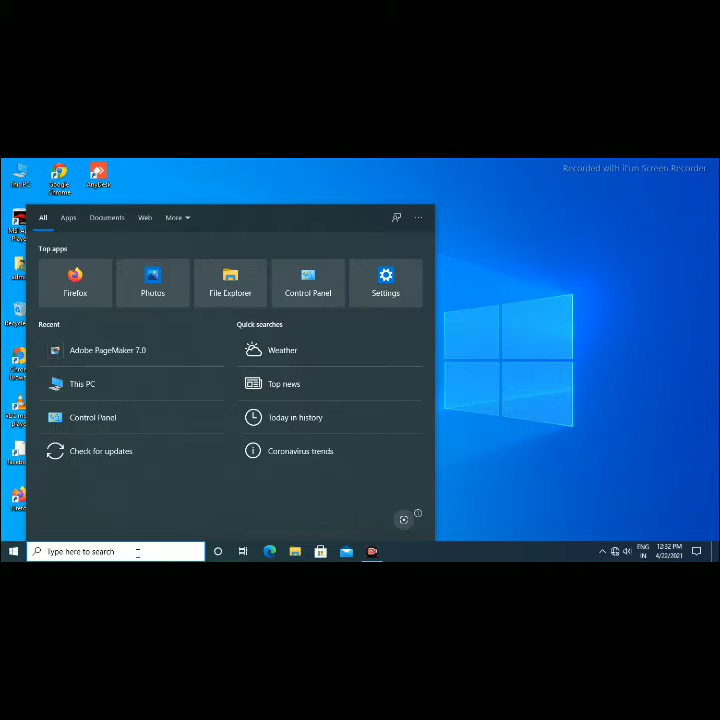 Recorded with iFun Screen Recorder
This PC
Google
Chrome
AnyDesk
All
Apps
Documents
Web
More
Top apps
Firefox
Photos
File Explorer
Control Panel
Settings
Recent
Quick searches
Adobe PageMaker 7.0
Weather
This PC
Top news
Control Panel
Today in history
Check for updates
Coronavirus trends
Type here to search
ENG
IN
12:32 PM
4/22/2021